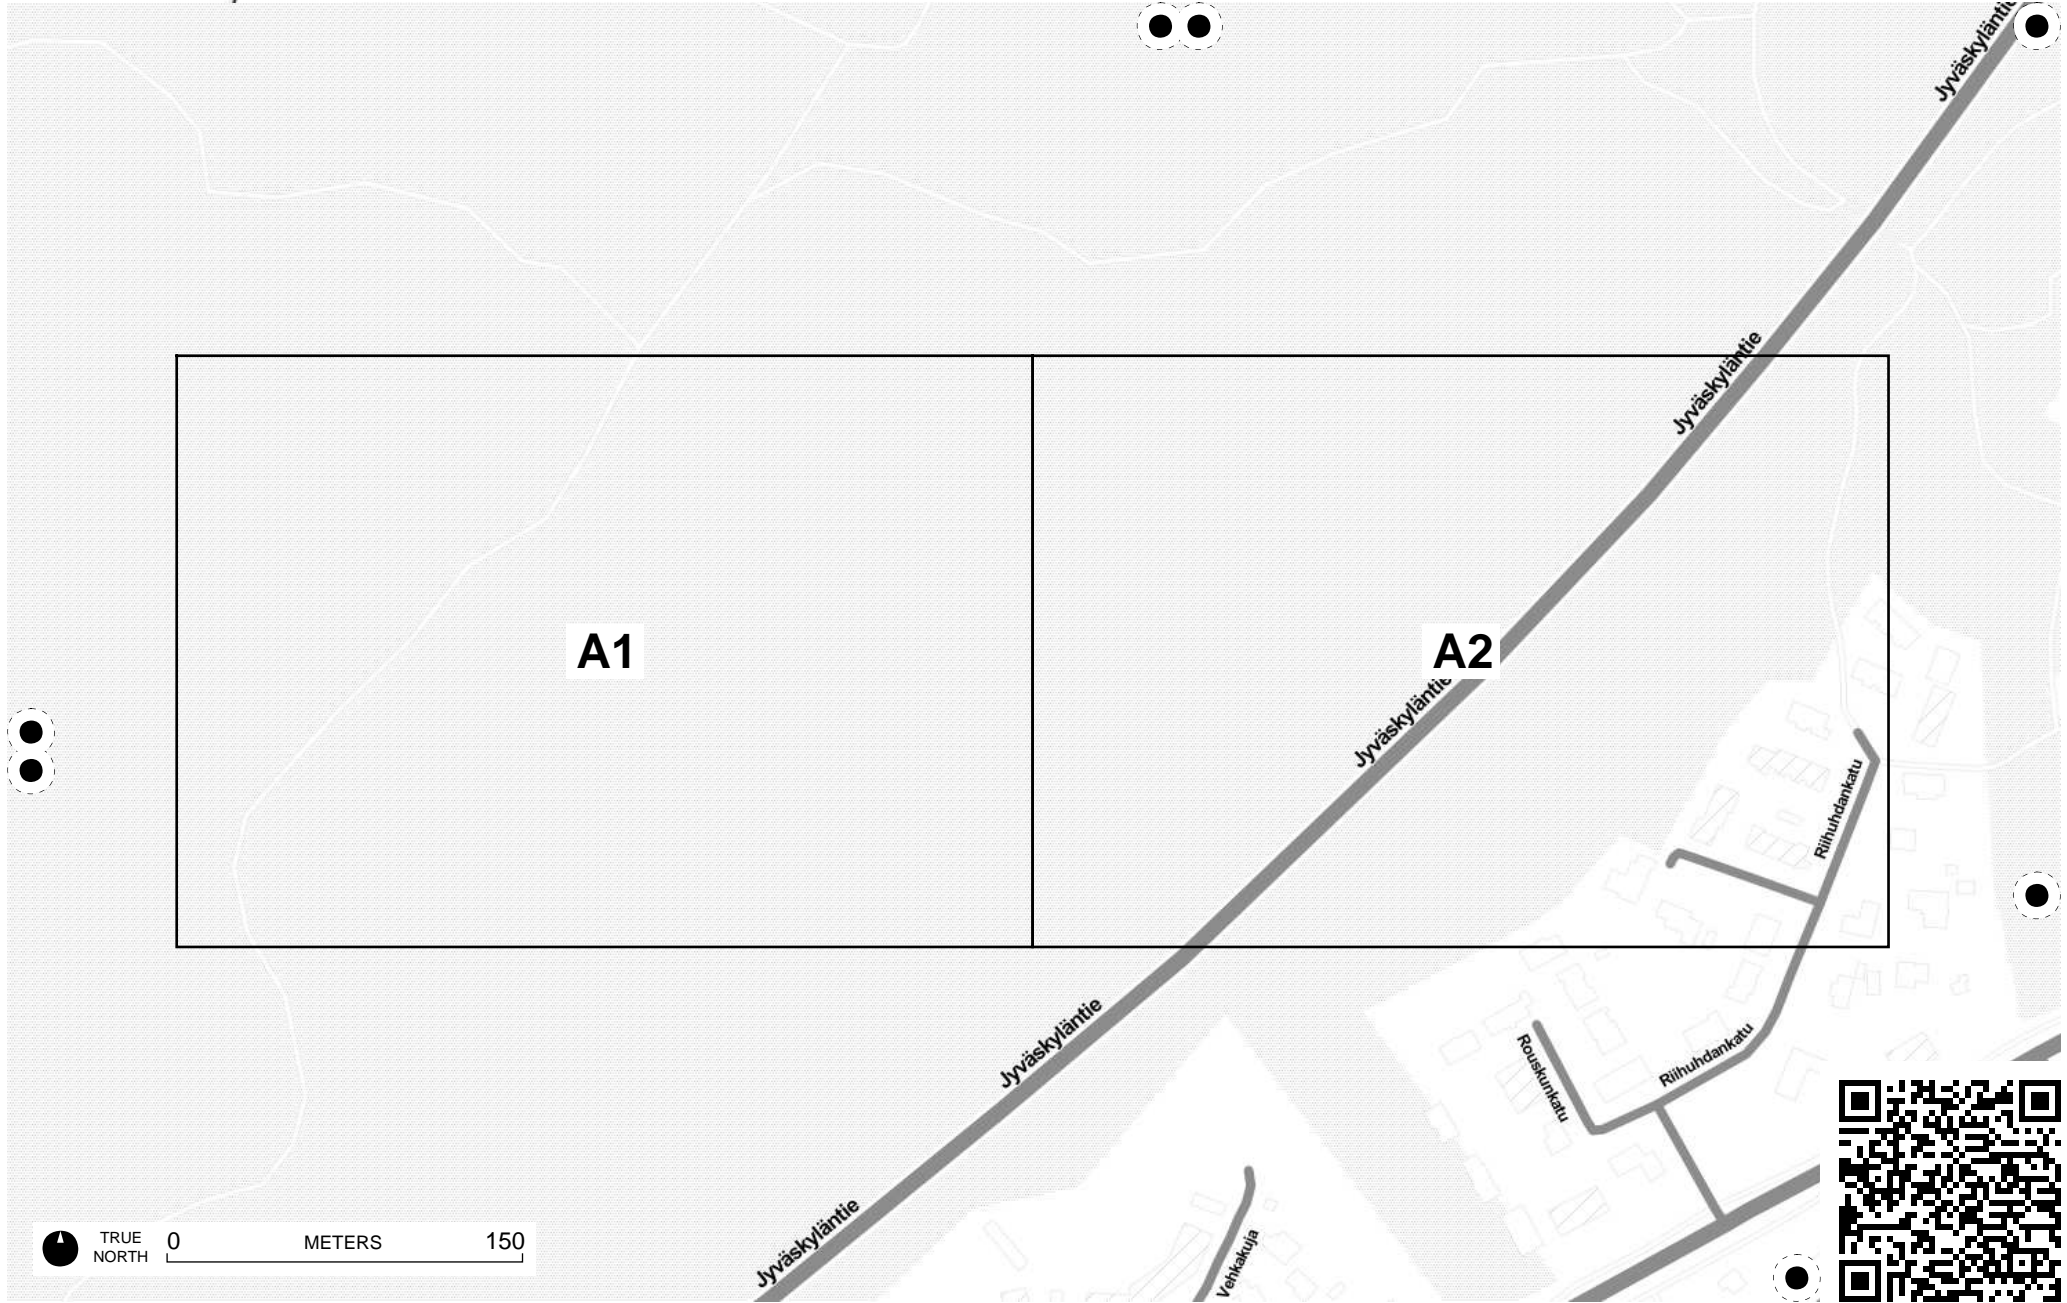 Jyväskyläntie
Jyväskyläntie
A1
A2
Jyväskyläntie
Riihuhdankatu
Jyväskyläntie
Rouskunkatu
Riihuhdankatu
Jyväskyläntie
Vehkakuja
TRUE
NORTH
0 METERS 150